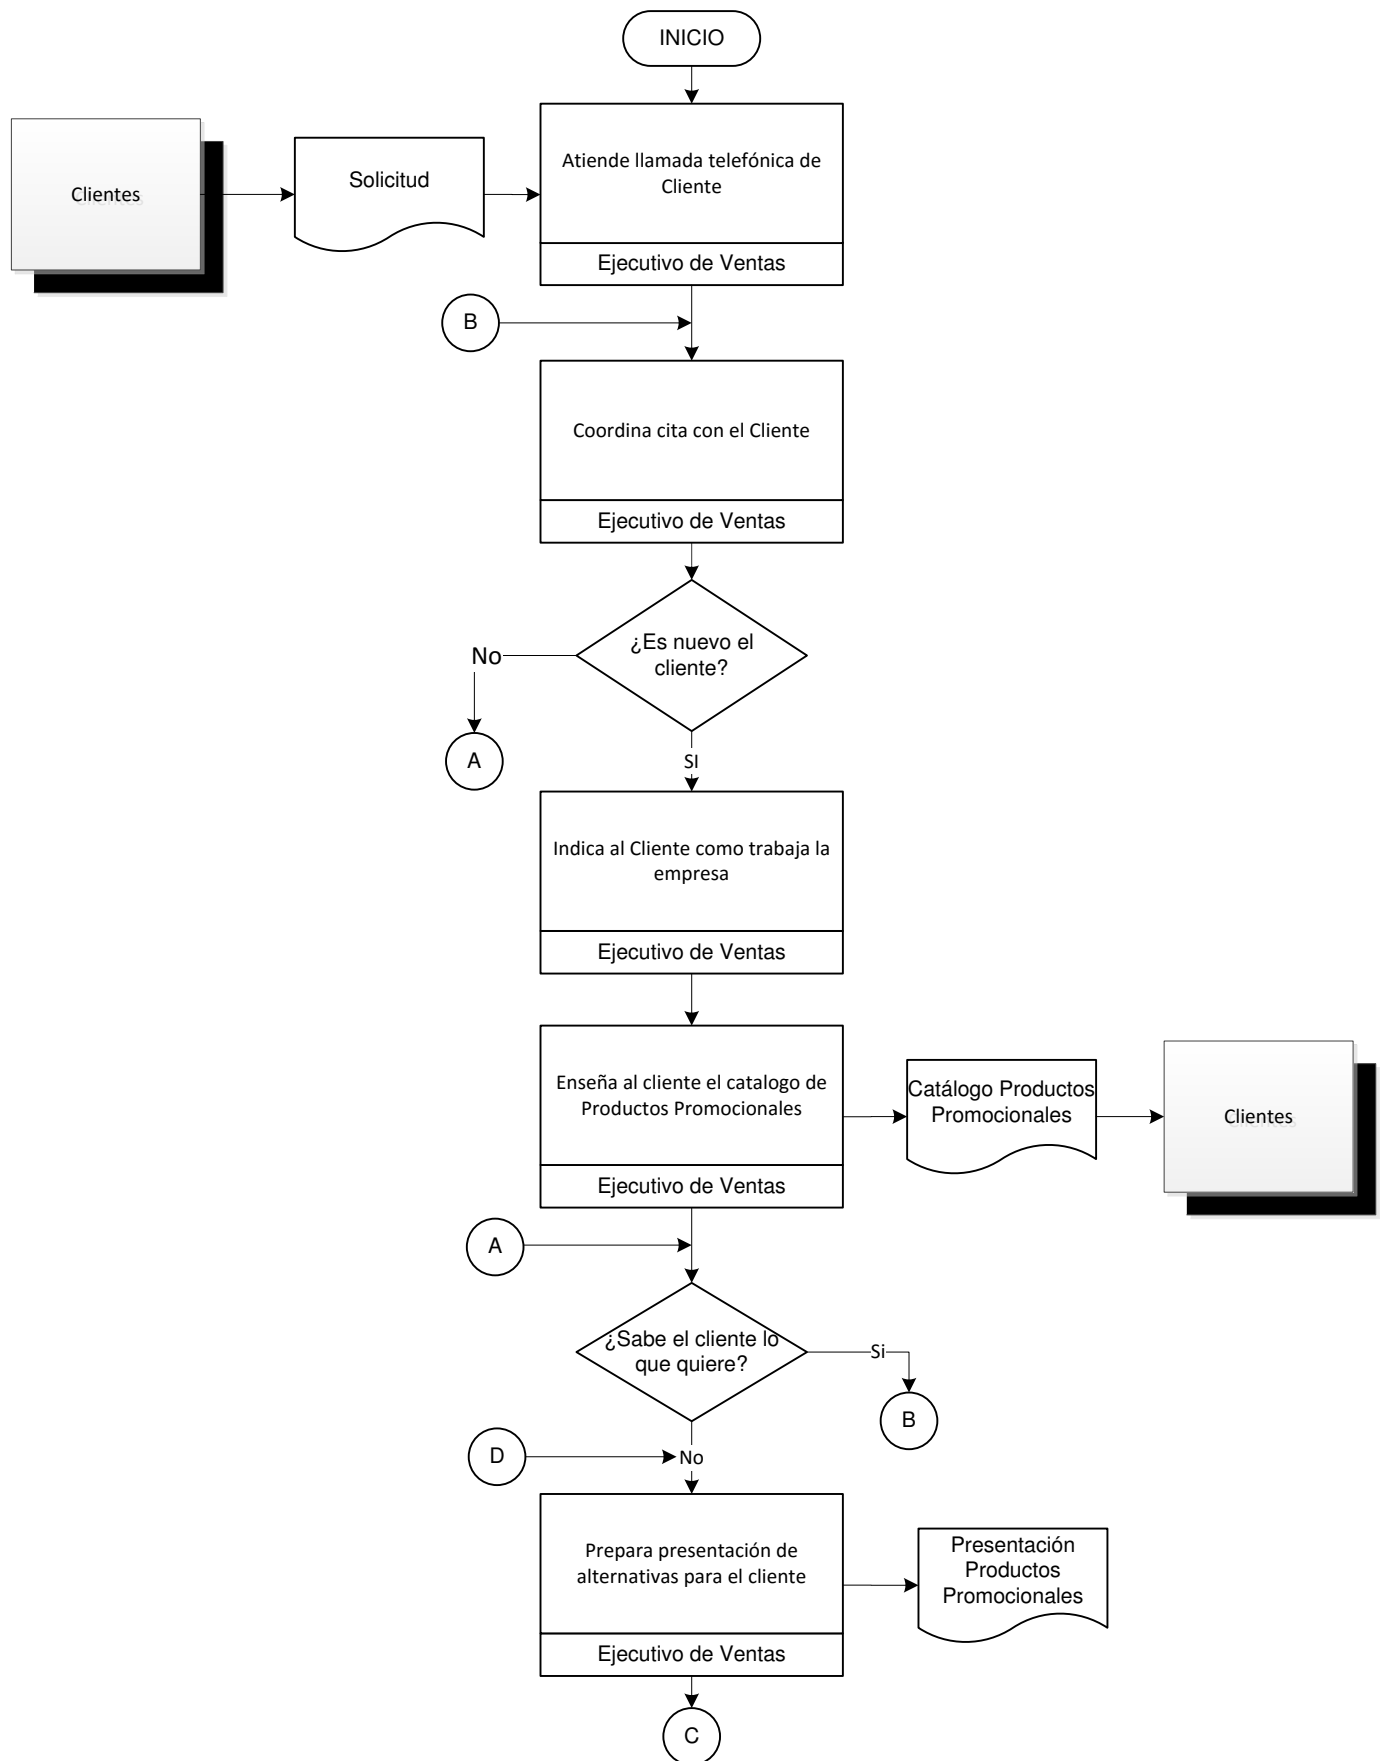 INICIO
Clientes
Solicitud
Atiende llamada telefónica de
Cliente
Ejecutivo de Ventas
B
Coordina cita con el Cliente
Ejecutivo de Ventas
¿Es nuevo el
cliente?
No
A
SI
Indica al Cliente como trabaja la
empresa
Ejecutivo de Ventas
Enseña al cliente el catalogo de
Productos Promocionales
Ejecutivo de Ventas
Catálogo Productos
Promocionales
Clientes
A
¿Sabe el cliente lo
que quiere?
Si
B
D
No
Prepara presentación de
alternativas para el cliente
Ejecutivo de Ventas
Presentación
Productos
Promocionales
C